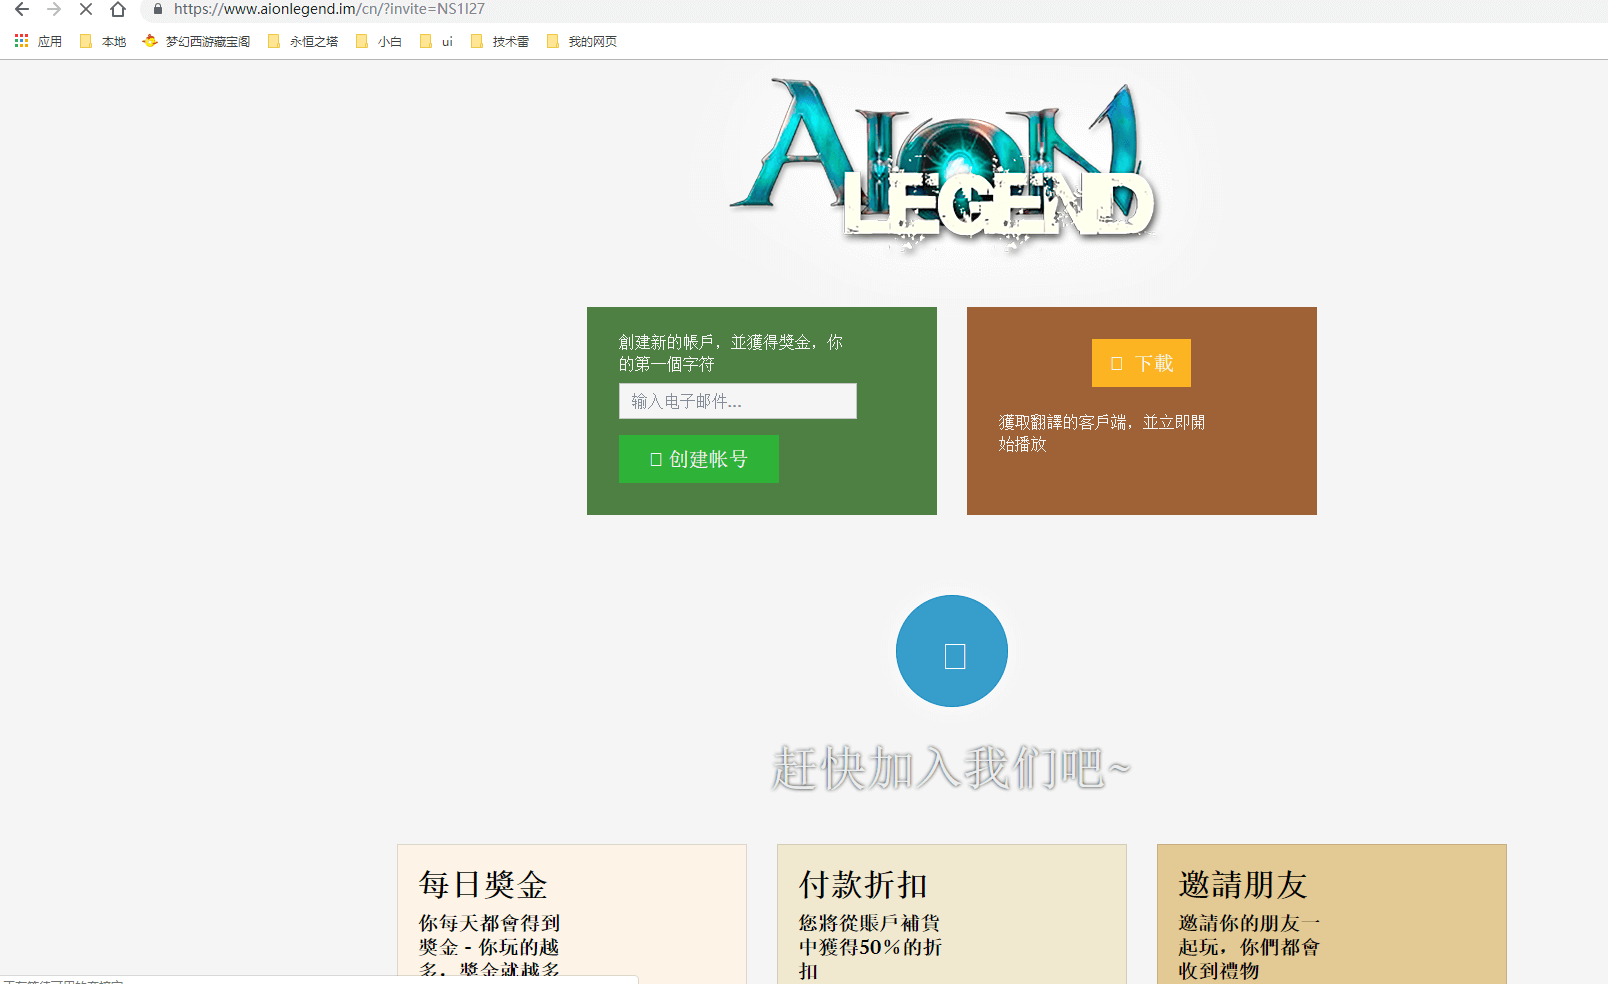 https://www.aionlegend.im/cn/?invite=NS1I27
应用 本地 梦幻西游藏宝阁 永恒之塔 小白 ui 技术雷 我的网页
AION
LEGEND
創建新的帳戶，並獲得獎金，你
的第一個字符
输入电子邮件...
创建帐号
下載
獲取翻譯的客戶端，並立即開
始播放
赶快加入我们吧~
每日獎金
你每天都會得到
獎金 - 你玩的越
多，獎金就越多
付款折扣
您將從賬戶補貨
中獲得50%的折
扣
邀請朋友
邀請你的朋友一
起玩，你們都會
收到禮物